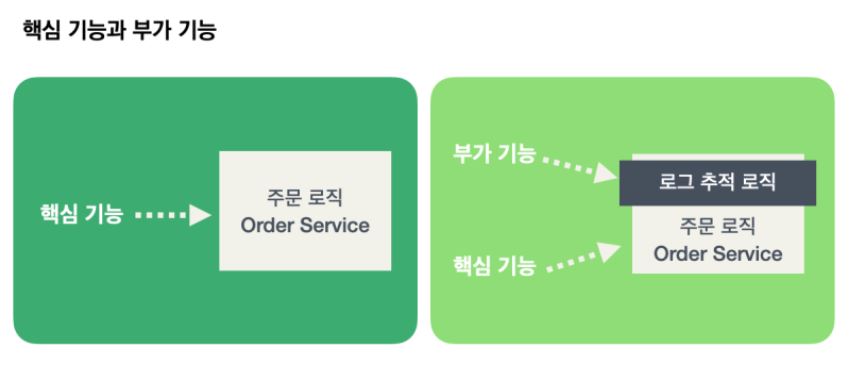 핵심 기능과 부가 기능
핵심 기능
주문 로직
Order Service
부가 기능
로그 추적 로직
핵심 기능
주문 로직
Order Service